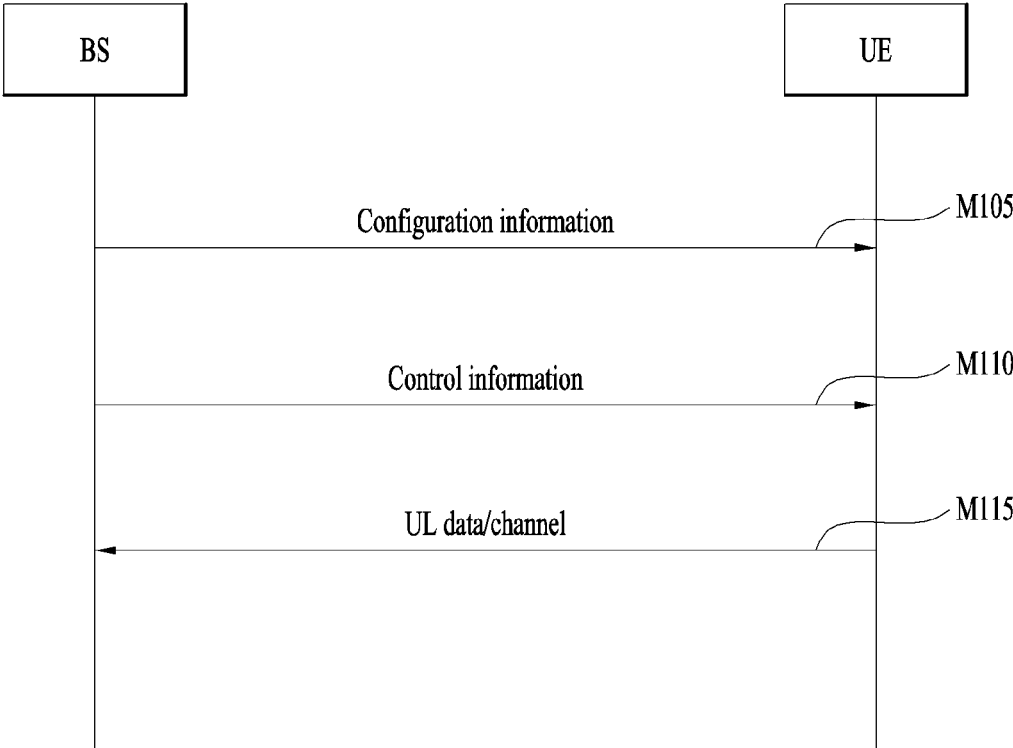 BS
UE
Configuration information
M105
Control information
M110
UL data/channel
M115